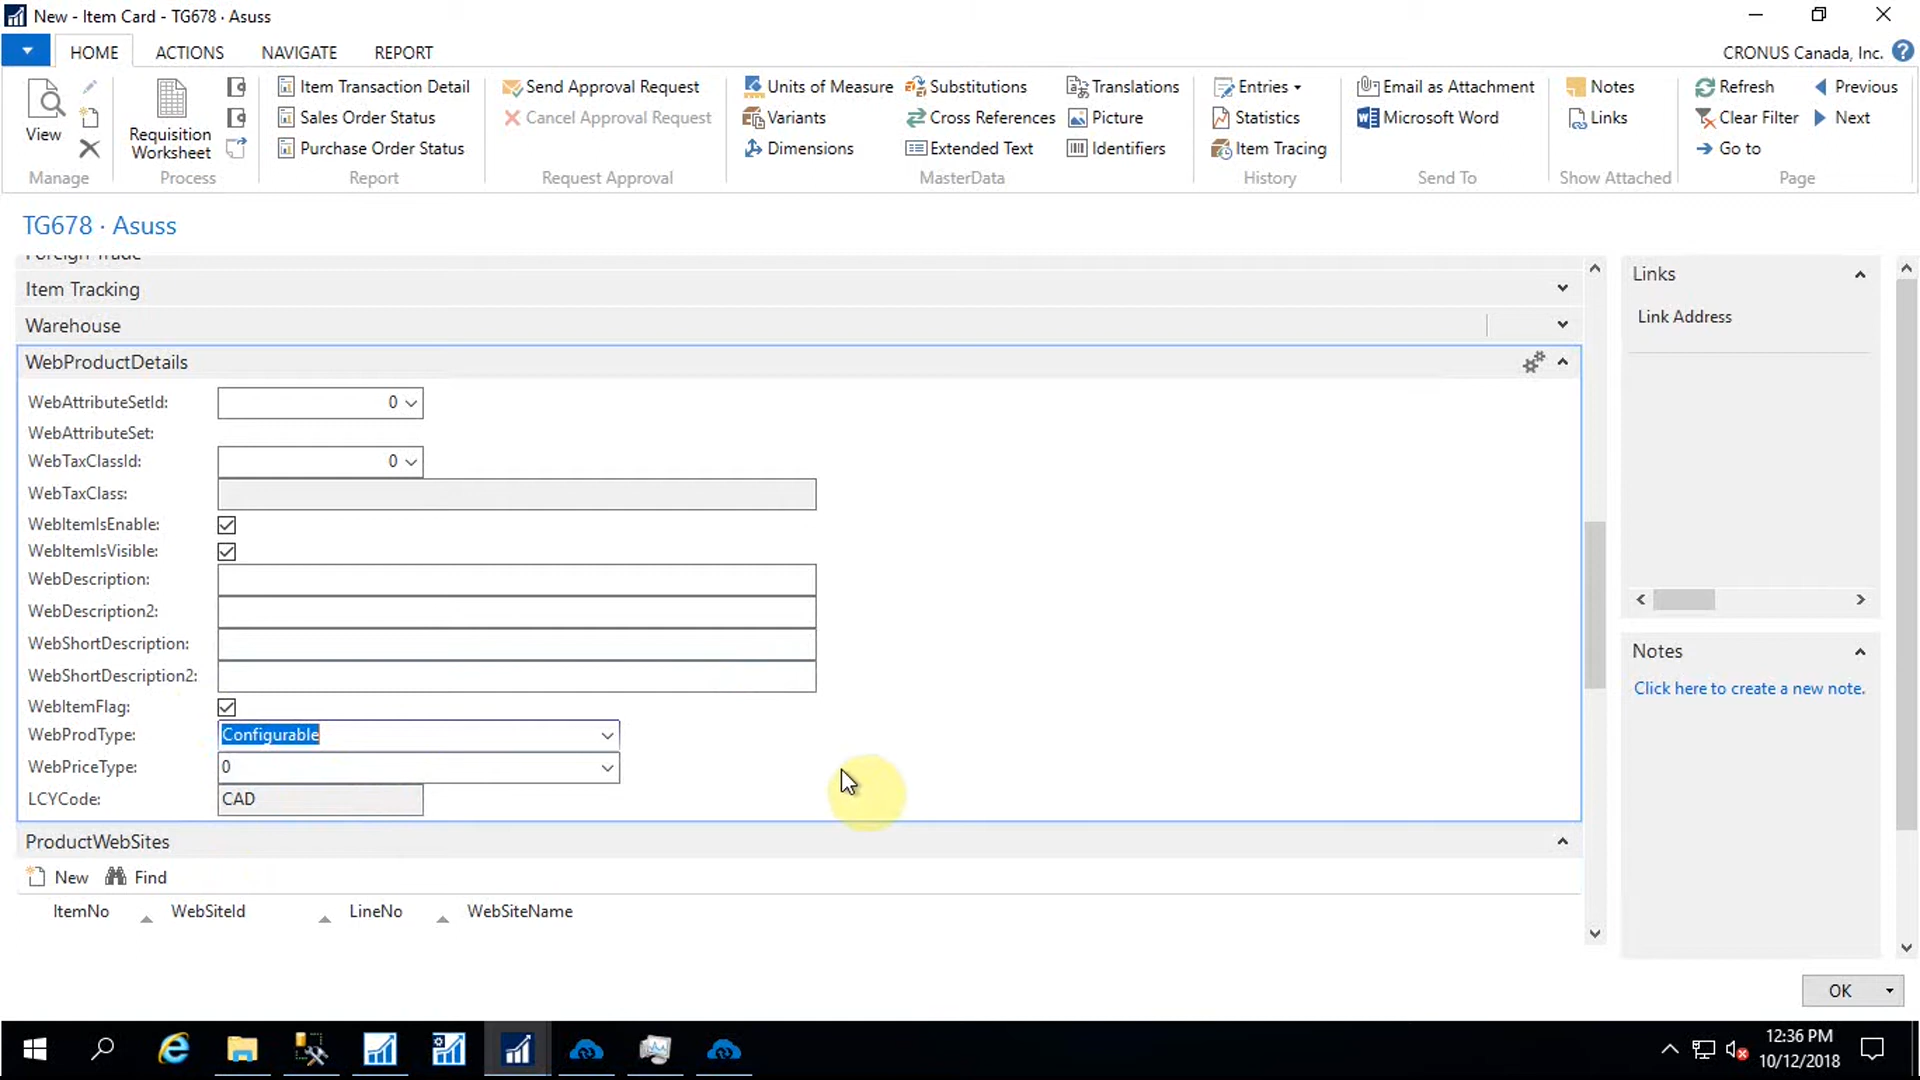 New - Item Card - TG678 · Asuss
HOME ACTIONS NAVIGATE REPORT CRONUS Canada, Inc.
View
Requisition Worksheet
Item Transaction Detail
Sales Order Status
Purchase Order Status
Send Approval Request
Cancel Approval Request
Units of Measure
Variants
Dimensions
Substitutions
Cross References
Extended Text
Translations
Picture
Identifiers
Entries
Statistics
Item Tracing
Email as Attachment
Microsoft Word
Notes
Links
Refresh
Clear Filter
Go to
Previous
Next
Manage Process Report Request Approval MasterData History Send To Show Attached Page
TG678 · Asuss
Foreign Trade
Item Tracking
Warehouse
WebProductDetails
WebAttributeSetId: 0
WebAttributeSet:
WebTaxClassId: 0
WebTaxClass:
WebItemIsEnable:
WebItemIsVisible:
WebDescription:
WebDescription2:
WebShortDescription:
WebShortDescription2:
WebItemFlag:
WebProdType: Configurable
WebPriceType: 0
LCYCode: CAD
ProductWebSites
New Find
ItemNo WebSiteId LineNo WebSiteName
Links
Link Address
Notes
Click here to create a new note.
OK
12:36 PM
10/12/2018